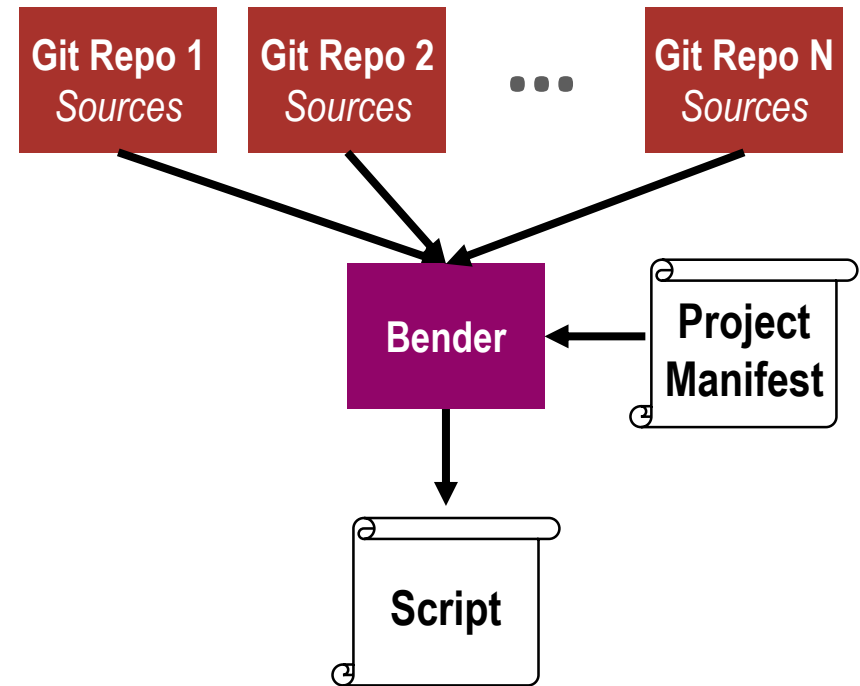 Git Repo 1
Sources
Git Repo 2
Sources
...
Git Repo N
Sources
Bender
Project
Manifest
Script